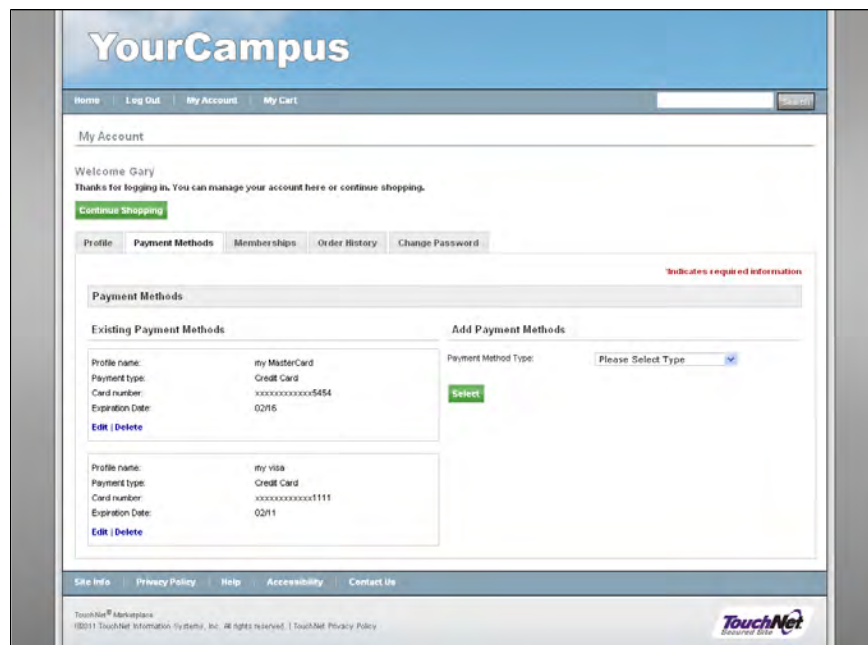 YourCampus
Home | Log Out | My Account | My Cart Search
My Account
Welcome Gary
Thanks for logging in. You can manage your account here or continue shopping.
Continue Shopping
Profile Payment Methods Memberships Order History Change Password
*Indicates required information
Payment Methods
Existing Payment Methods
Profile name: my MasterCard
Payment type: Credit Card
Card number: xxxxxxxxxxxx5454
Expiration Date: 02/16
Edit | Delete
Profile name: my visa
Payment type: Credit Card
Card number: xxxxxxxxxxxx1111
Expiration Date: 02/11
Edit | Delete
Add Payment Methods
Payment Method Type: Please Select Type
Select
Site Info | Privacy Policy | Help | Accessibility | Contact Us
TouchNet® Marketplace
©2011 TouchNet Information Systems, Inc. All rights reserved. | TouchNet Privacy Policy
TouchNet
Secured Site